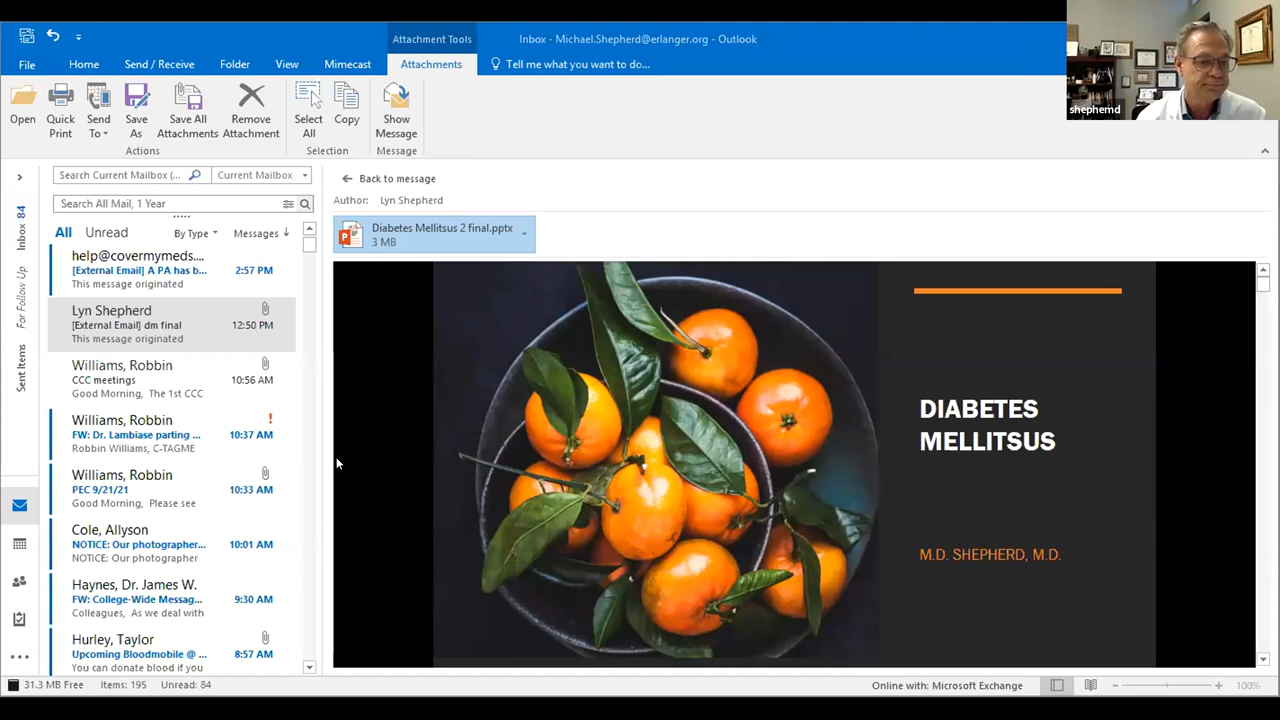 Attachment Tools
Inbox - Michael.Shepherd@erlanger.org - Outlook
File Home Send / Receive Folder View Mimecast Attachments Tell me what you want to do...
Open
Quick Print
Send To
Save As
Save All Attachments
Remove Attachment
Actions
Select All
Copy
Selection
Show Message
Message
shepherd
Search Current Mailbox (... Current Mailbox
Search All Mail, 1 Year
All Unread By Type Messages
Inbox 84
For Follow Up
Sent Items
help@covermymeds....
[External Email] A PA has b... 2:57 PM
This message originated
Lyn Shepherd
[External Email] dm final 12:50 PM
This message originated
Williams, Robbin
CCC meetings 10:56 AM
Good Morning, The 1st CCC
Williams, Robbin !
FW: Dr. Lambiase parting ... 10:37 AM
Robbin Williams, C-TAGME
Williams, Robbin
PEC 9/21/21 10:33 AM
Good Morning, Please see
Cole, Allyson
NOTICE: Our photographer... 10:01 AM
NOTICE: Our photographer
Haynes, Dr. James W.
FW: College-Wide Messag... 9:30 AM
Colleagues, As we deal with
Hurley, Taylor
Upcoming Bloodmobile @ ... 8:57 AM
You can donate blood if you
Back to message
Author: Lyn Shepherd
Diabetes Mellitsus 2 final.pptx
3 MB
DIABETES
MELLITSUS
M.D. SHEPHERD, M.D.
31.3 MB Free Items: 195 Unread: 84 Online with: Microsoft Exchange 100%